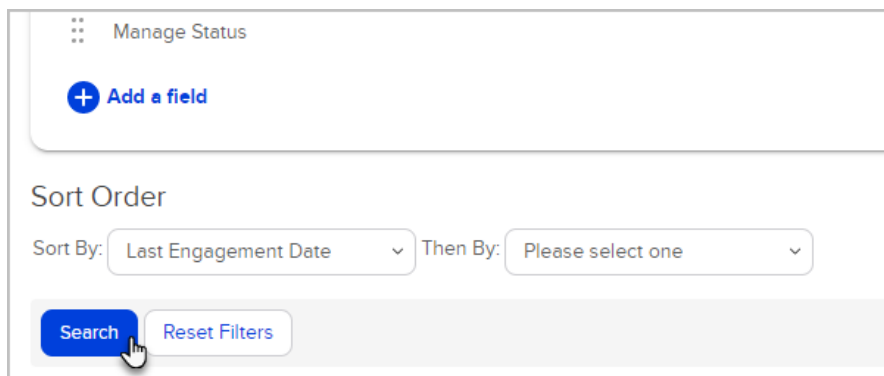 Manage Status
Add a field
Sort Order
Sort By: Last Engagement Date Then By: Please select one
Search Reset Filters